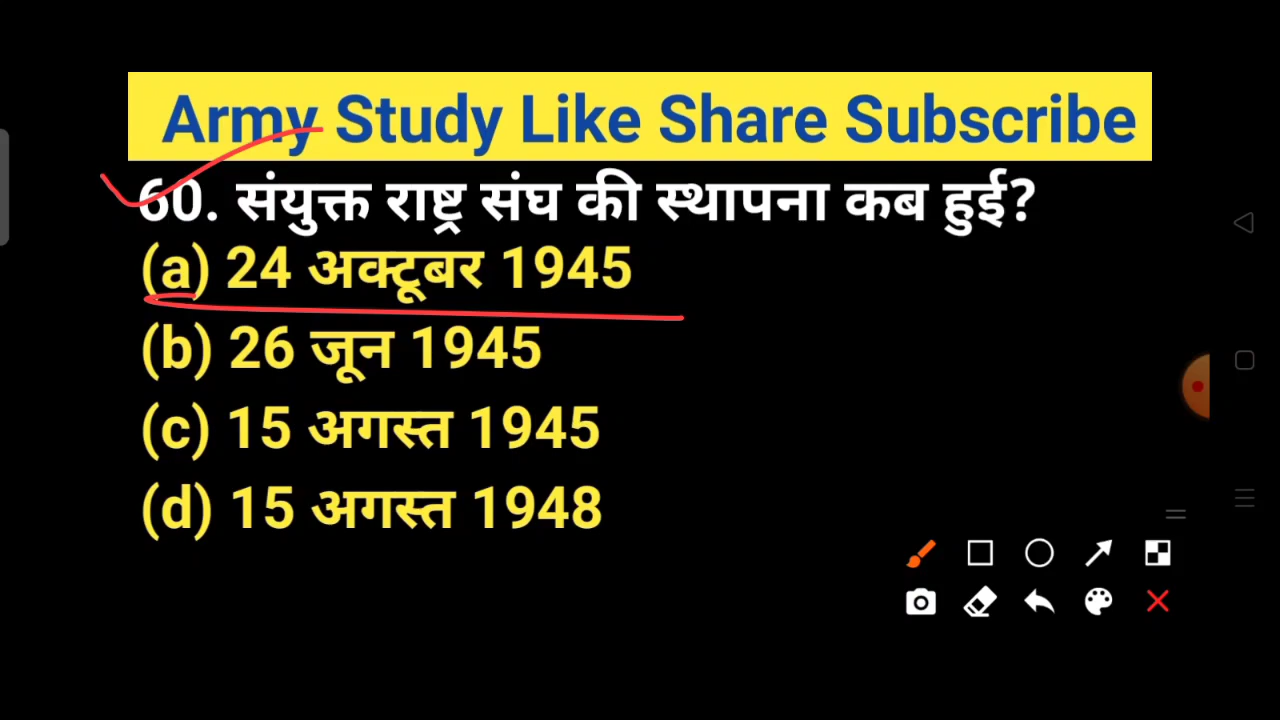 Army Study Like Share Subscribe
60. संयुक्त राष्ट्र संघ की स्थापना कब हुई?
(a) 24 अक्टूबर 1945
(b) 26 जून 1945
(c) 15 अगस्त 1945
(d) 15 अगस्त 1948